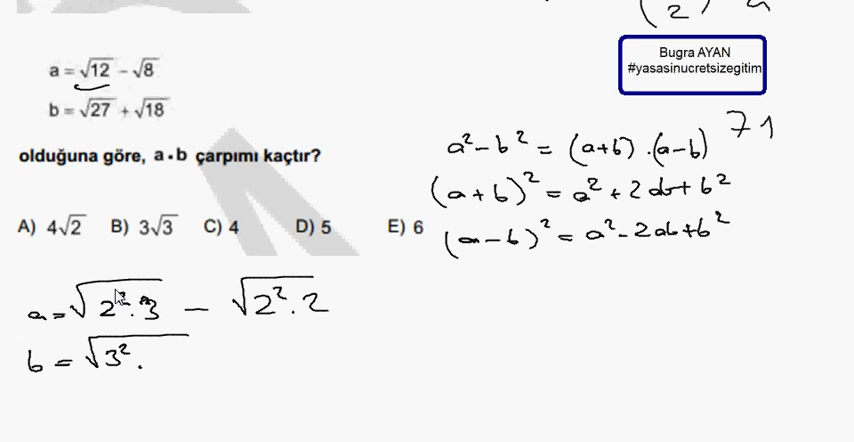 Bugra AYAN
#yasasinucretsizegitim
a = √12 - √8
b = √27 + √18
olduğuna göre, a . b çarpımı kaçtır?
A) 4√2 B) 3√3 C) 4 D) 5 E) 6
71
a² - b² = (a+b) . (a-b)
(a+b)² = a² + 2ab + b²
(a-b)² = a² - 2ab + b²
a = √2² . 3 - √2² . 2
b = √3² .